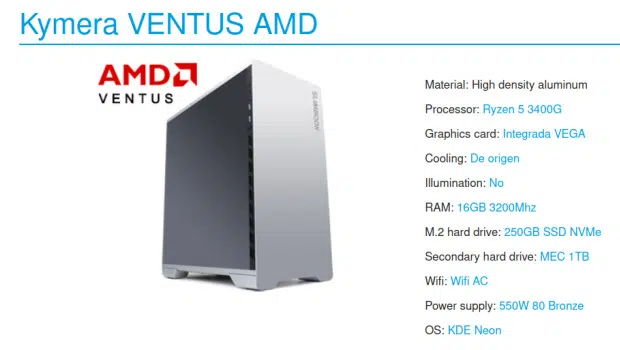 Kymera VENTUS AMD
AMD
VENTUS
Material: High density aluminum
Processor: Ryzen 5 3400G
Graphics card: Integrada VEGA
Cooling: De origen
Illumination: No
RAM: 16GB 3200Mhz
M.2 hard drive: 250GB SSD NVMe
Secondary hard drive: MEC 1TB
Wifi: Wifi AC
Power supply: 550W 80 Bronze
OS: KDE Neon